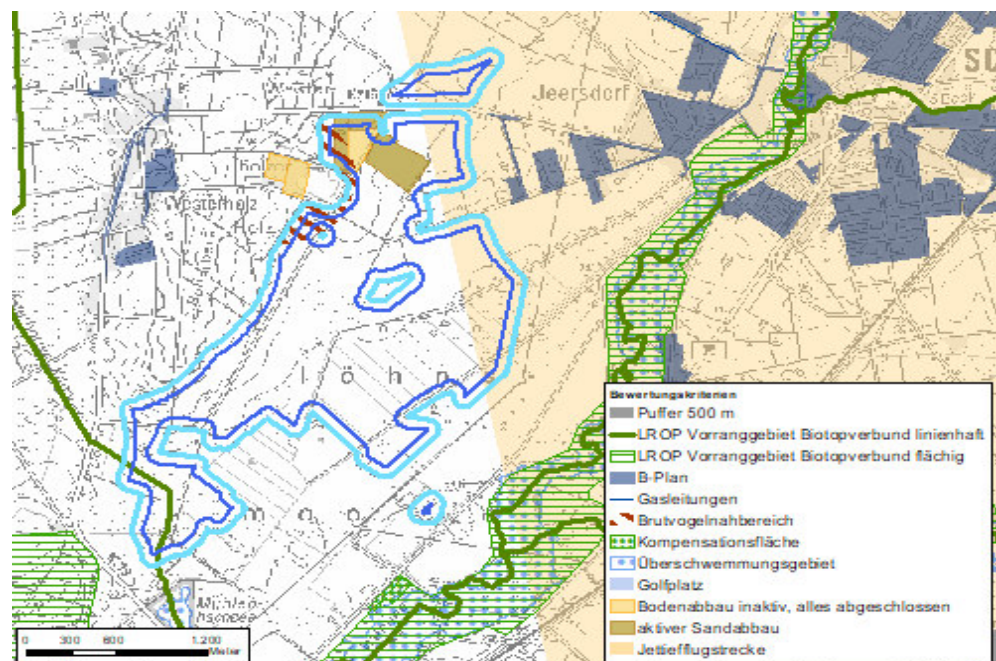 SC
Jeersdorf
Westerholz
l ö h n
m o o
Bewertungskriterien
Puffer 500 m
LROP Vorranggebiet Biotopverbund linienhaft
LROP Vorranggebiet Biotopverbund flächig
B-Plan
Gasleitungen
Brutvogelnahbereich
Kompensationsfläche
Überschwemmungsgebiet
Golfplatz
Bodenabbau inaktiv, alles abgeschlossen
aktiver Sandabbau
Jettiefflugstrecke
0 300 600 1.200
Meter